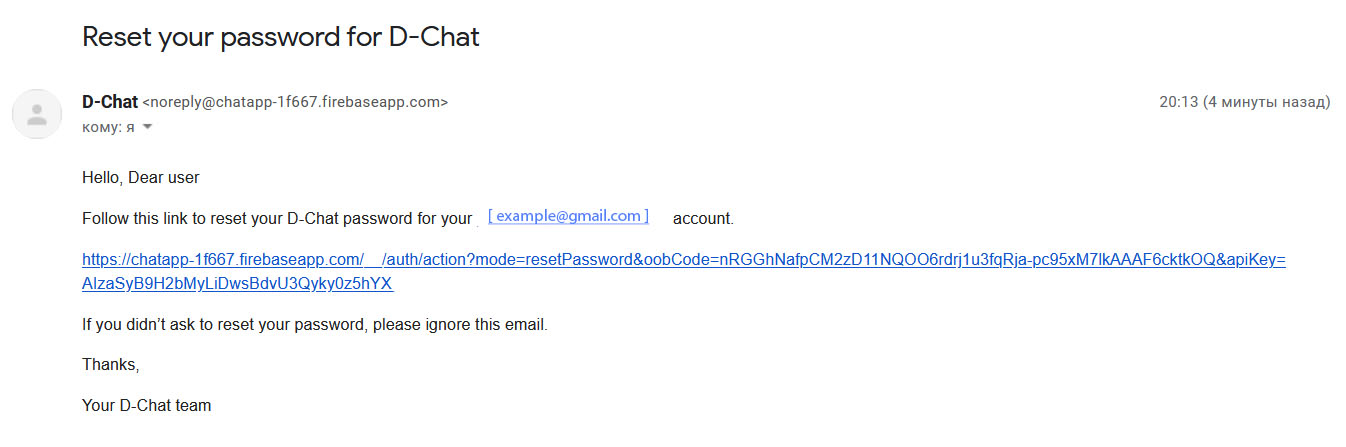 Reset your password for D-Chat
D-Chat <noreply@chatapp-1f667.firebaseapp.com> 20:13 (4 минуты назад)
кому: я
Hello, Dear user
Follow this link to reset your D-Chat password for your [ example@gmail.com ] account.
https://chatapp-1f667.firebaseapp.com/__/auth/action?mode=resetPassword&oobCode=nRGGhNafpCM2zD11NQOO6rdrj1u3fqRja-pc95xM7lkAAAF6cktkOQ&apiKey=
AIzaSyB9H2bMyLiDwsBdvU3Qyky0z5hYX
If you didn’t ask to reset your password, please ignore this email.
Thanks,
Your D-Chat team